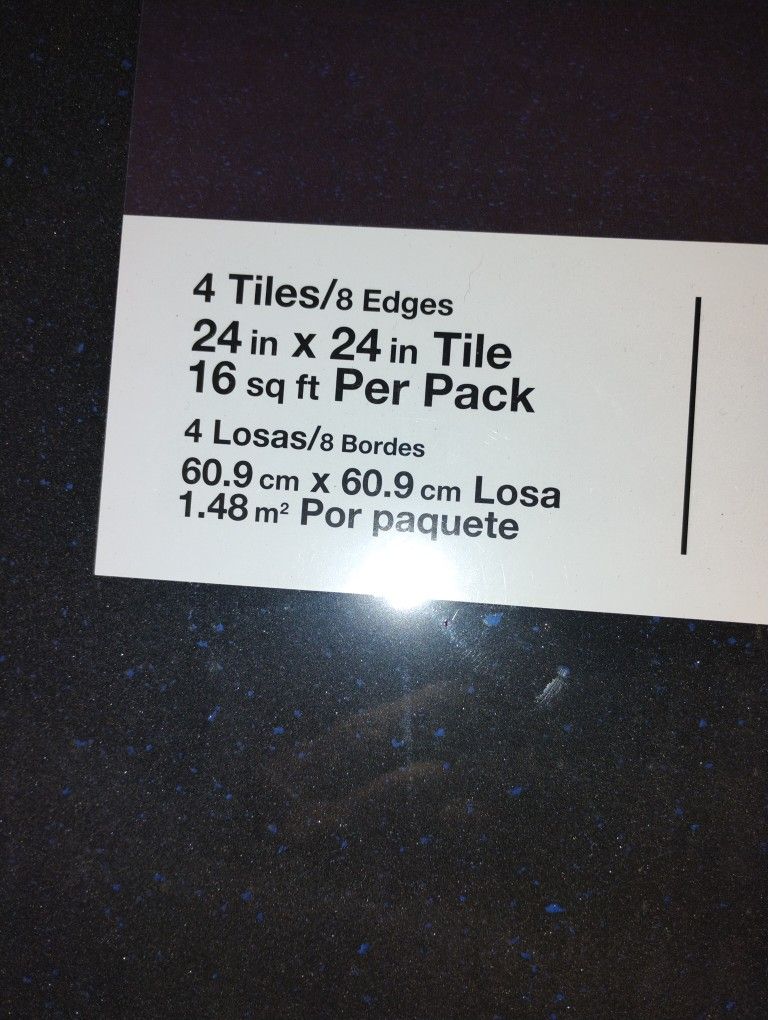 4 Tiles/8 Edges
24 in x 24 in Tile
16 sq ft Per Pack
4 Losas/8 Bordes
60.9 cm x 60.9 cm Losa
1.48 m² Por paquete